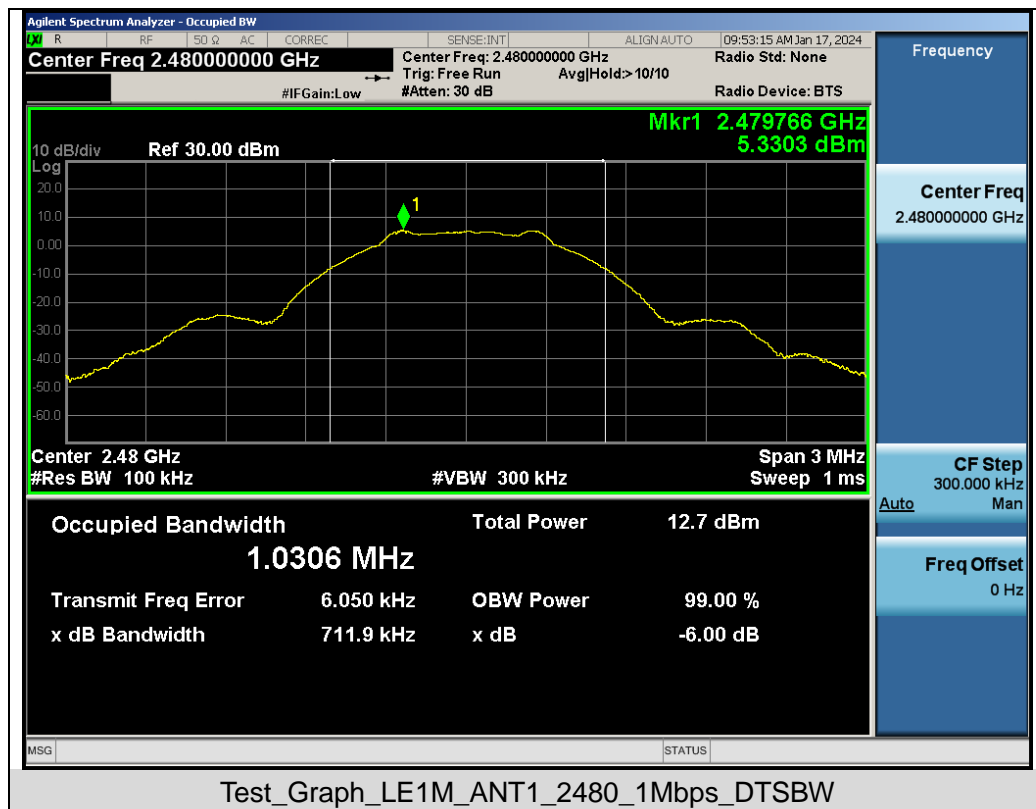 Agilent Spectrum Analyzer - Occupied BW
LXI R RF 50 Ω AC CORREC SENSE:INT ALIGN AUTO 09:53:15 AM Jan 17, 2024
Center Freq 2.480000000 GHz
Center Freq: 2.480000000 GHz
Radio Std: None
Trig: Free Run Avg|Hold:> 10/10
#IFGain:Low #Atten: 30 dB Radio Device: BTS
Mkr1 2.479766 GHz
5.3303 dBm
10 dB/div Ref 30.00 dBm
Log
20.0
10.0
0.00
-10.0
-20.0
-30.0
-40.0
-50.0
-60.0
1
Center 2.48 GHz Span 3 MHz
#Res BW 100 kHz #VBW 300 kHz Sweep 1 ms
Occupied Bandwidth Total Power 12.7 dBm
1.0306 MHz
Transmit Freq Error 6.050 kHz OBW Power 99.00 %
x dB Bandwidth 711.9 kHz x dB -6.00 dB
Frequency
Center Freq
2.480000000 GHz
CF Step
300.000 kHz
Auto Man
Freq Offset
0 Hz
MSG STATUS
Test_Graph_LE1M_ANT1_2480_1Mbps_DTSBW